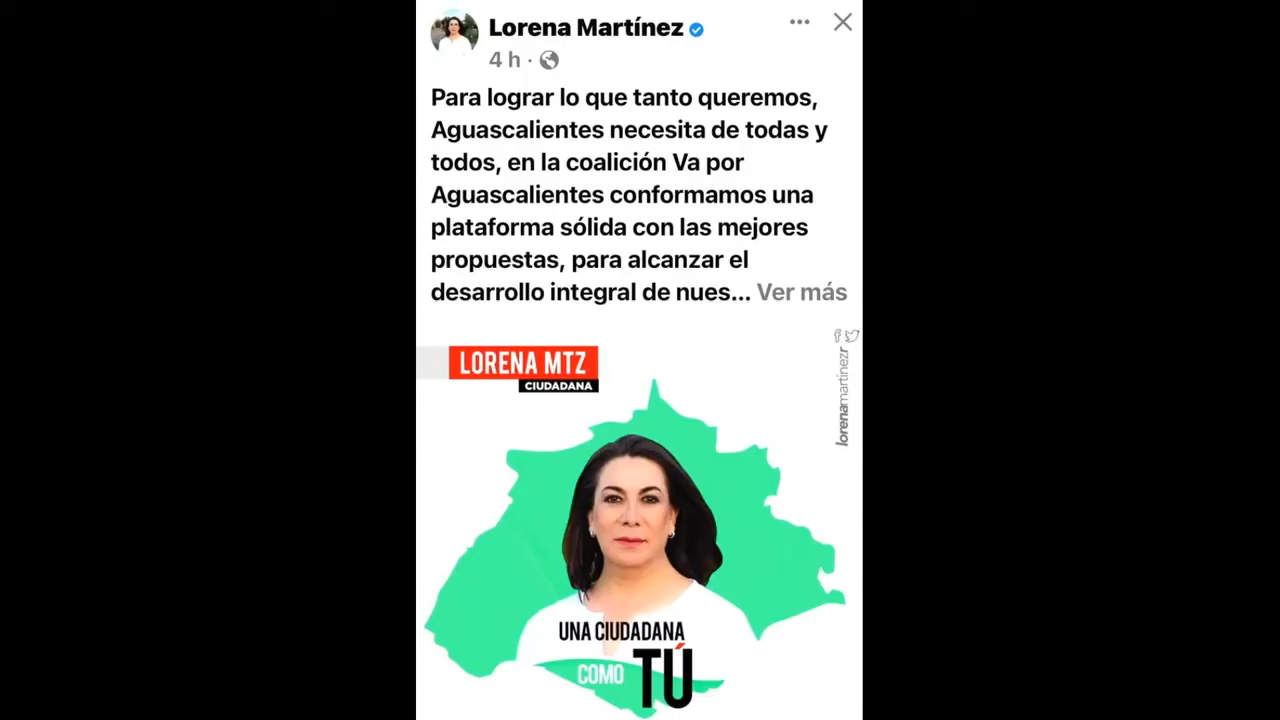 Lorena Martínez
4 h ·
Para lograr lo que tanto queremos,
Aguascalientes necesita de todas y
todos, en la coalición Va por
Aguascalientes conformamos una
plataforma sólida con las mejores
propuestas, para alcanzar el
desarrollo integral de nues... Ver más
LORENA MTZ
CIUDADANA
lorenamartinezr
UNA CIUDADANA
COMO TÚ